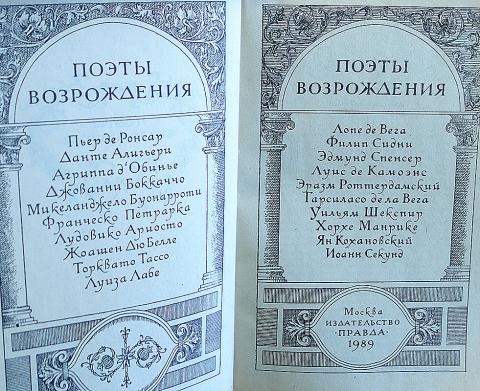 ПОЭТЫ
ВОЗРОЖДЕНИЯ
Пьер де Ронсар
Данте Алигьери
Агриппа д'Обинье
Джованни Боккаччо
Микеланджело Буонарроти
Франческо Петрарка
Лудовико Ариосто
Жоашен Дю Белле
Торквато Тассо
Луиза Лабе
ПОЭТЫ
ВОЗРОЖДЕНИЯ
Лопе де Вега
Филип Сидни
Эдмунд Спенсер
Луис де Камоэнс
Эразм Роттердамский
Гарсиласо де ла Вега
Уильям Шекспир
Хорхе Манрике
Ян Кохановский
Иоанн Секунд
Москва
ИЗДАТЕЛЬСТВО
·ПРАВДА·
1989